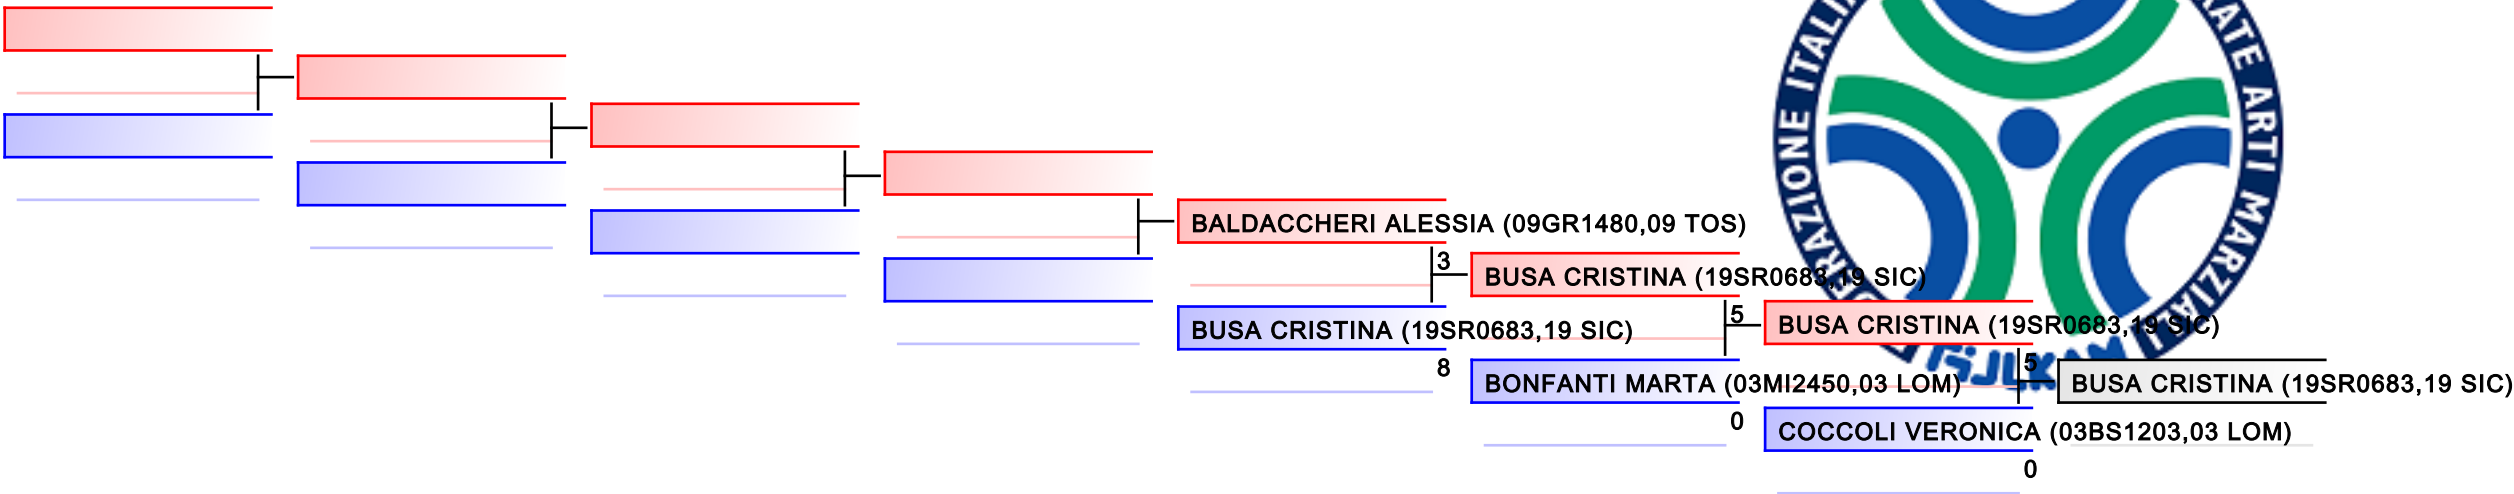 BALDACCHERI ALESSIA (09GR1480,09 TOS)
3
BUSA CRISTINA (19SR0683,19 SIC)
5
BUSA CRISTINA (19SR0683,19 SIC)
BUSA CRISTINA (19SR0683,19 SIC)
8
5
BONFANTI MARTA (03MI2450,03 LOM)
BUSA CRISTINA (19SR0683,19 SIC)
0
COCCOLI VERONICA (03BS1203,03 LOM)
0
ARTI MARZIALI